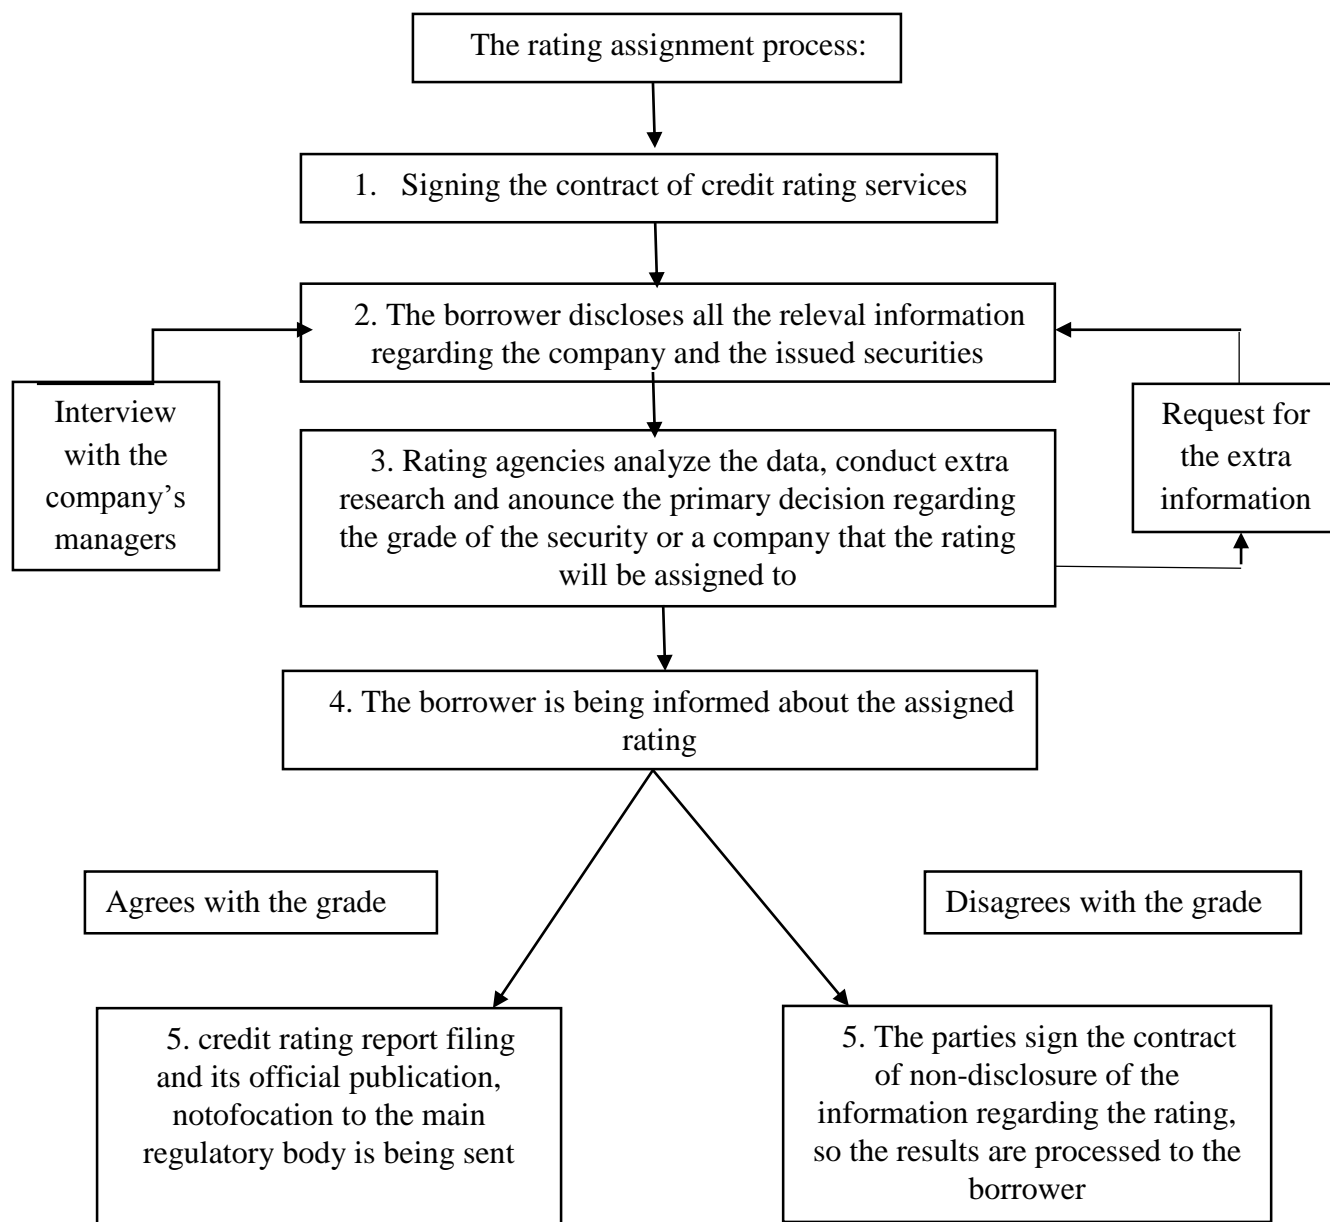 The rating assignment process:
1. Signing the contract of credit rating services
2. The borrower discloses all the releval information
regarding the company and the issued securities
Interview
with the
company’s
managers
Request for
the extra
information
3. Rating agencies analyze the data, conduct extra
research and anounce the primary decision regarding
the grade of the security or a company that the rating
will be assigned to
4. The borrower is being informed about the assigned
rating
Agrees with the grade
Disagrees with the grade
5. credit rating report filing
and its official publication,
notofocation to the main
regulatory body is being sent
5. The parties sign the contract
of non-disclosure of the
information regarding the rating,
so the results are processed to the
borrower